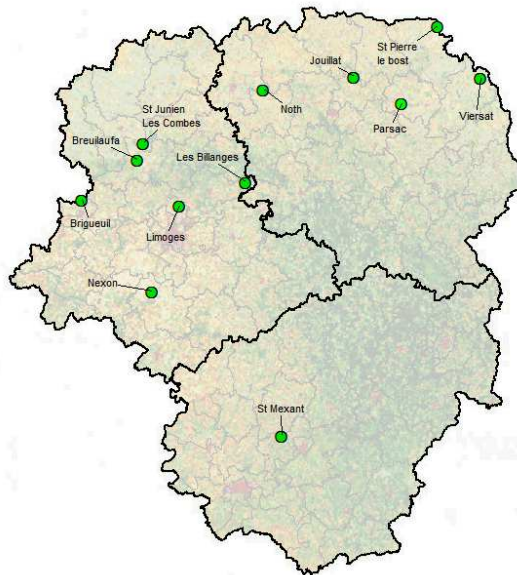 St Pierre
le bost
Jouillat
Noth
Parsac
Viersat
St Junien
Les Combes
Breuilaufa
Les Billanges
Brigueuil
Limoges
Nexon
St Mexant